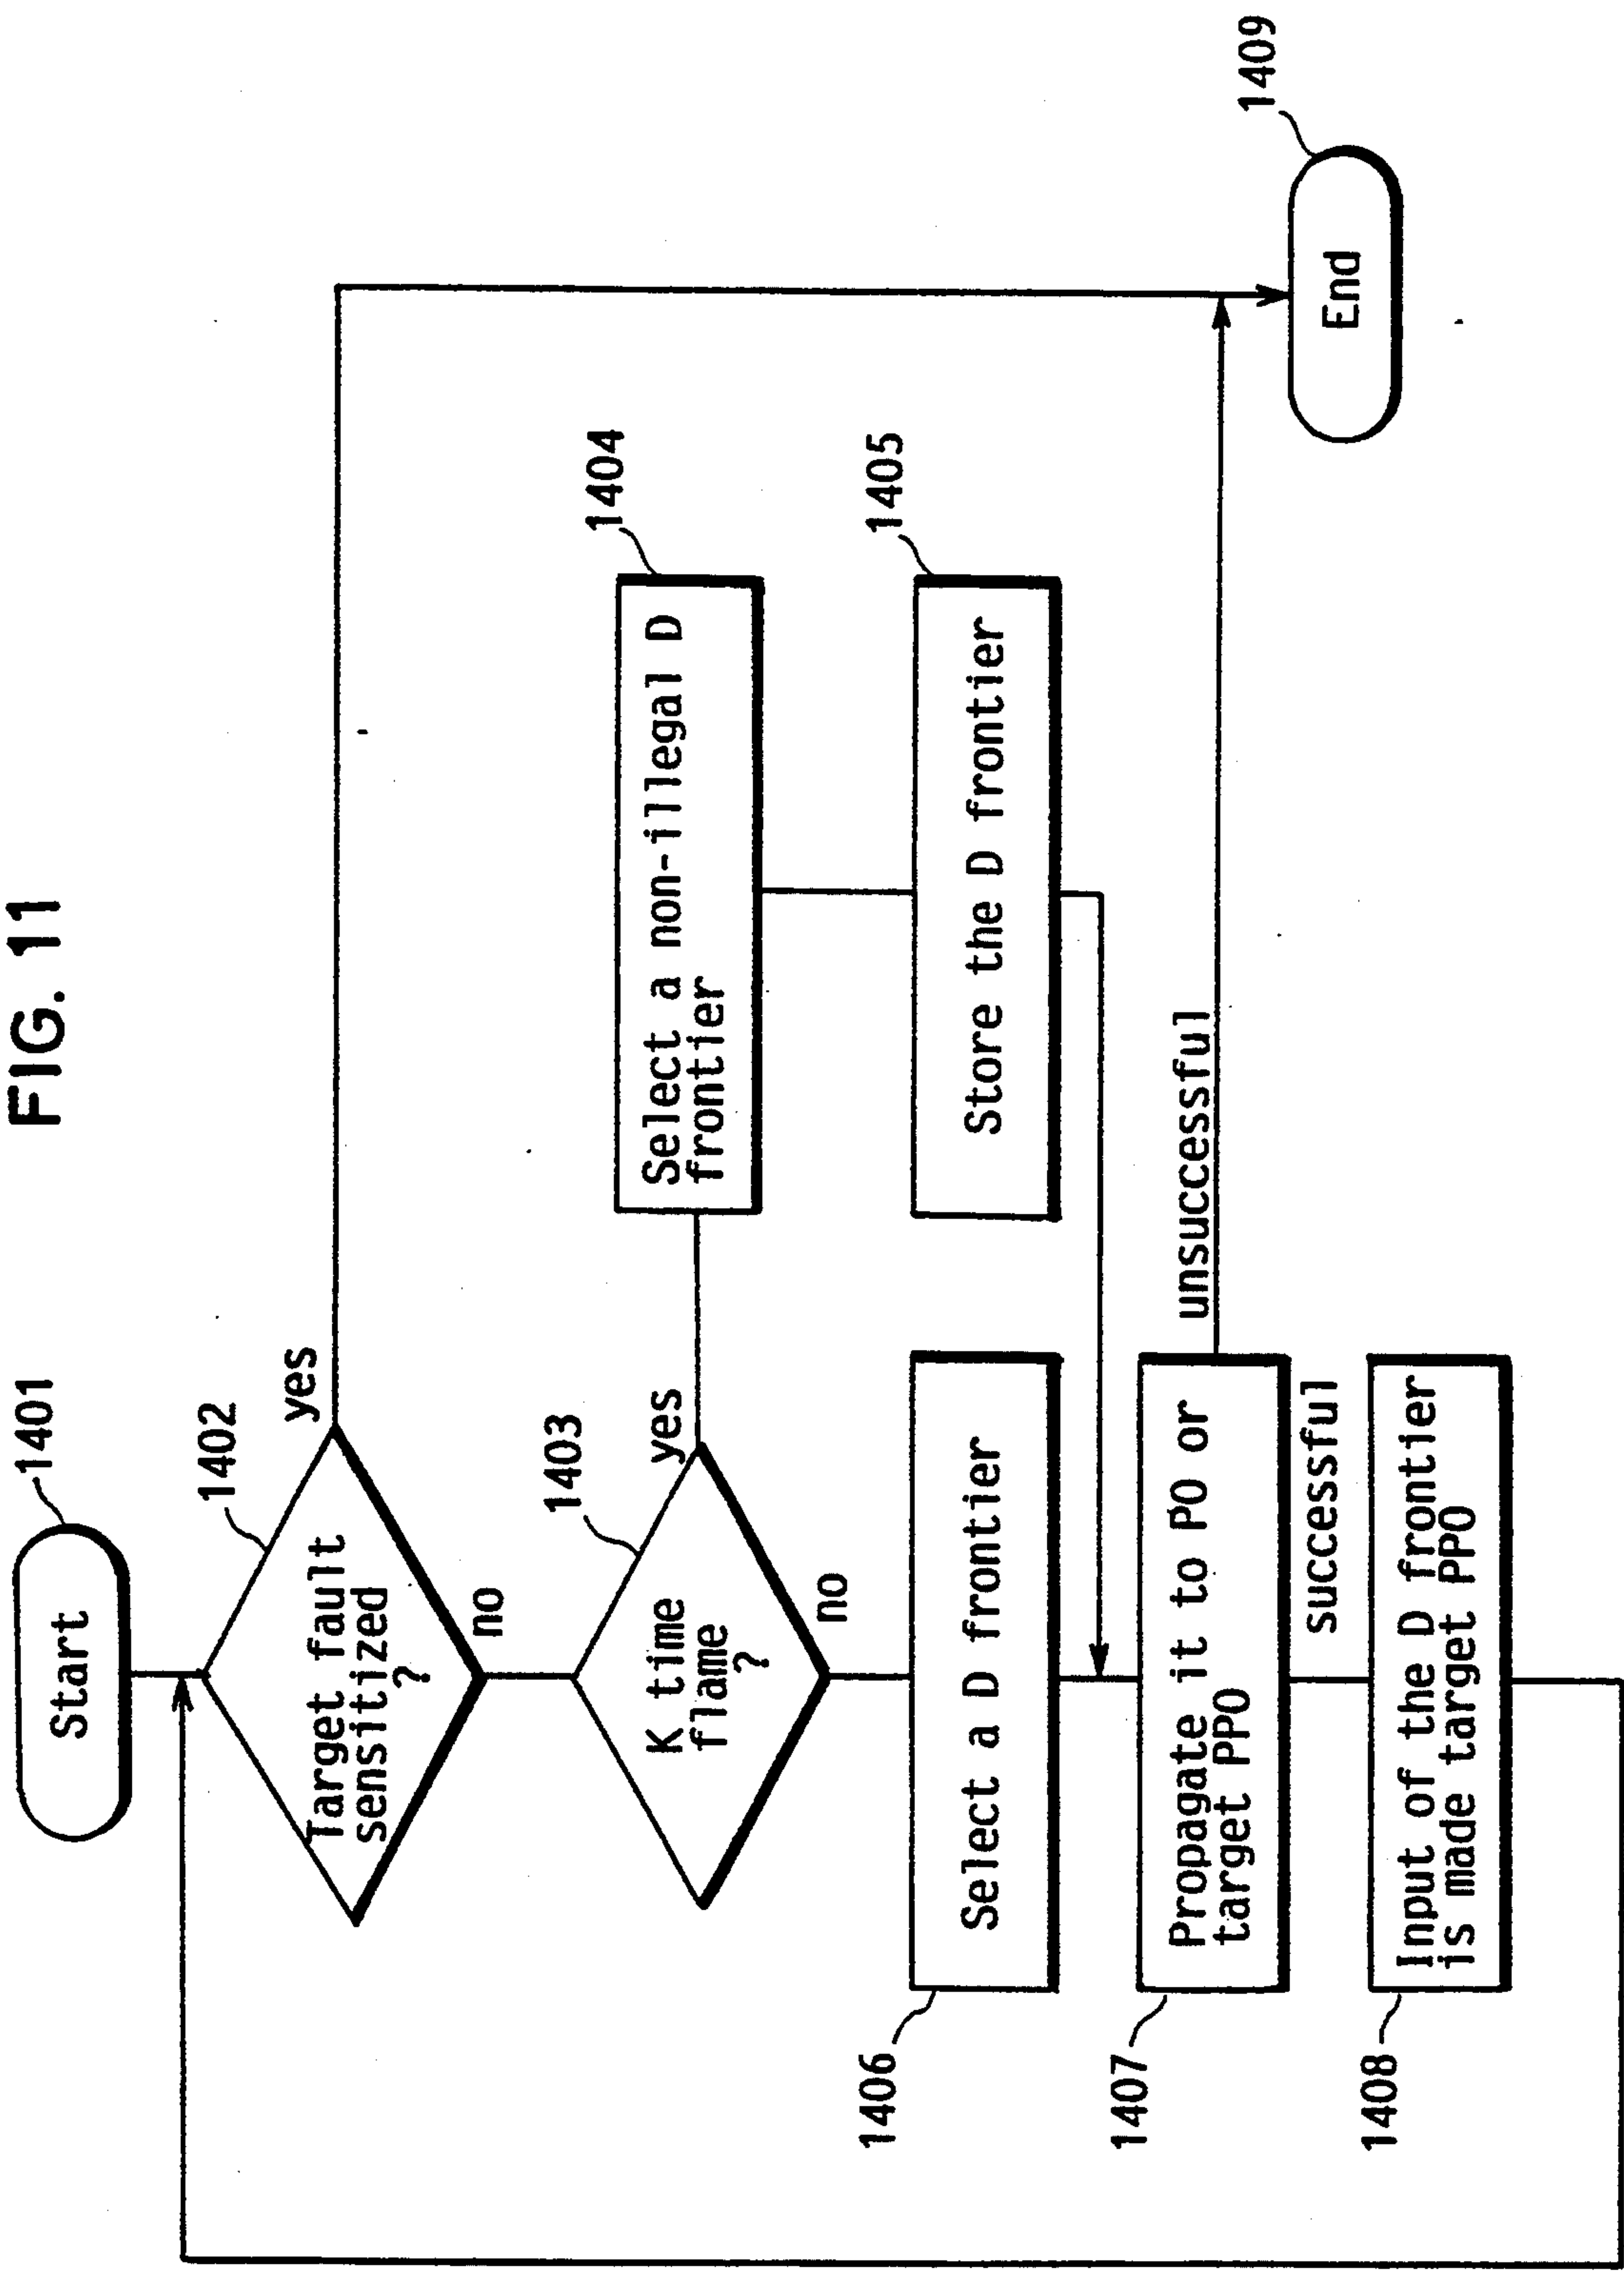 FIG. 11
Start
1401
1402
Target fault
sensitized
?
yes
no
1403
K time
flame
?
yes
no
1404
Select a non-illegal D
frontier
1405
Store the D frontier
1406
Select a D frontier
1407
Propagate it to PO or
target PPO
unsuccessful
successful
1408
Input of the D frontier
is made target PPO
1409
End